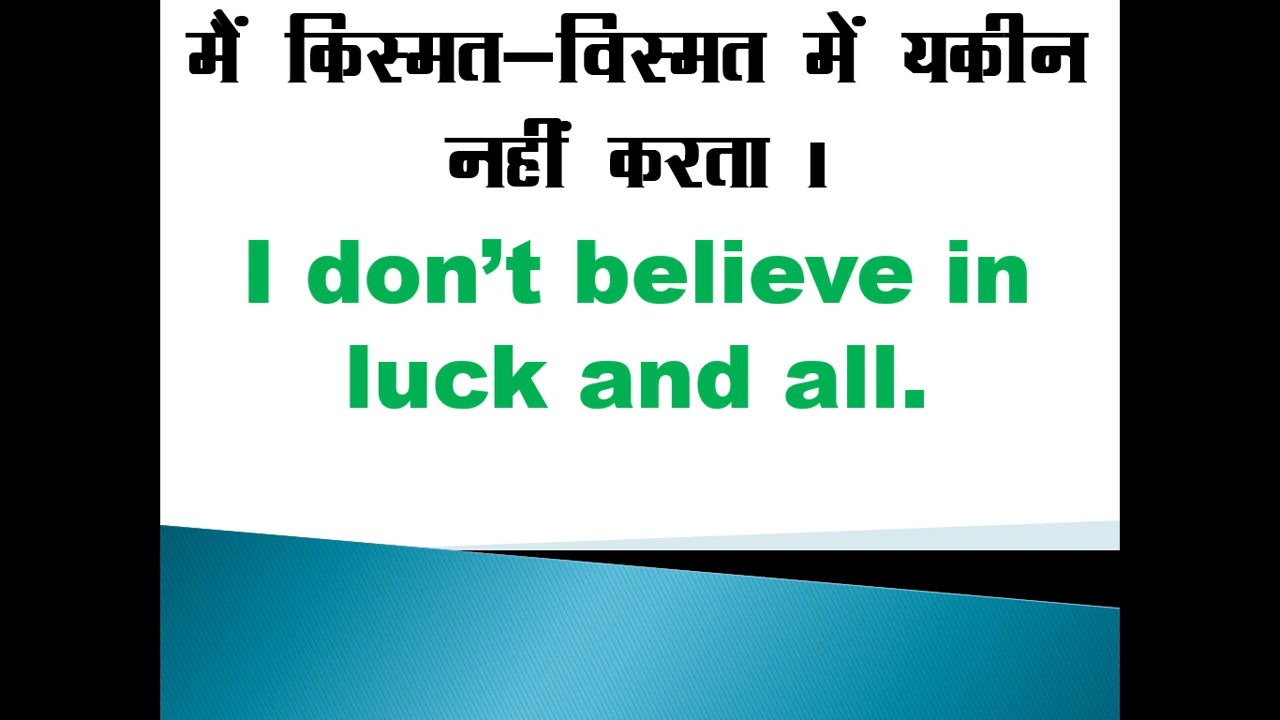 मैं किस्मत-विस्मत में यकीन
नहीं करता ।
I don’t believe in
luck and all.